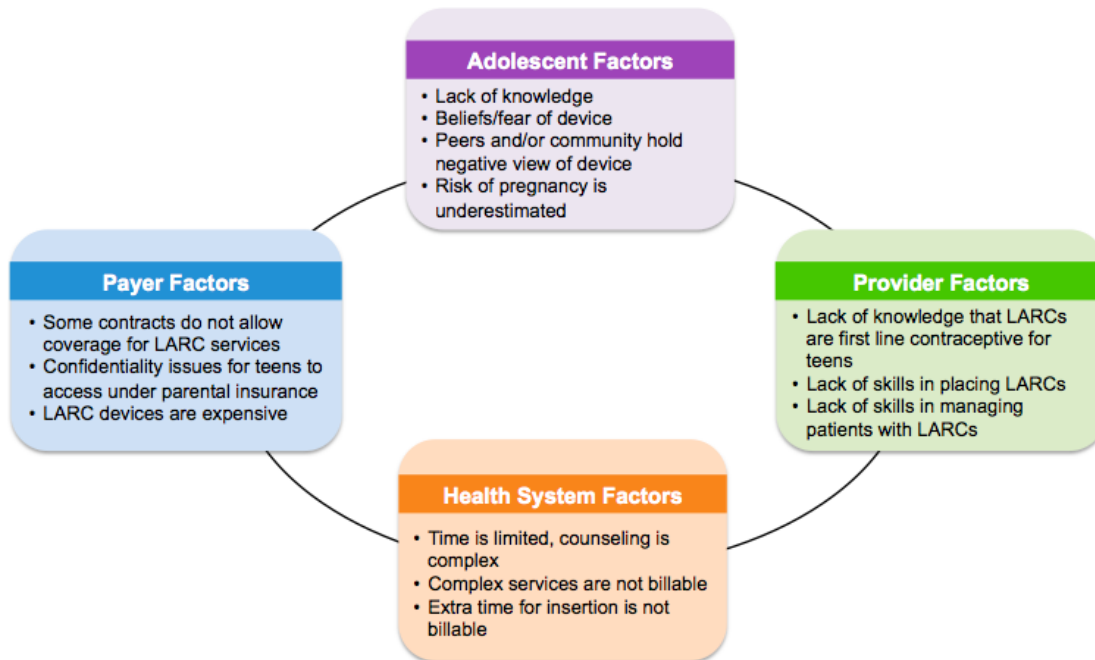 Adolescent Factors
• Lack of knowledge
• Beliefs/fear of device
• Peers and/or community hold
negative view of device
• Risk of pregnancy is
underestimated
Payer Factors
• Some contracts do not allow
coverage for LARC services
• Confidentiality issues for teens to
access under parental insurance
• LARC devices are expensive
Provider Factors
• Lack of knowledge that LARCs
are first line contraceptive for
teens
• Lack of skills in placing LARCs
• Lack of skills in managing
patients with LARCs
Health System Factors
• Time is limited, counseling is
complex
• Complex services are not billable
• Extra time for insertion is not
billable